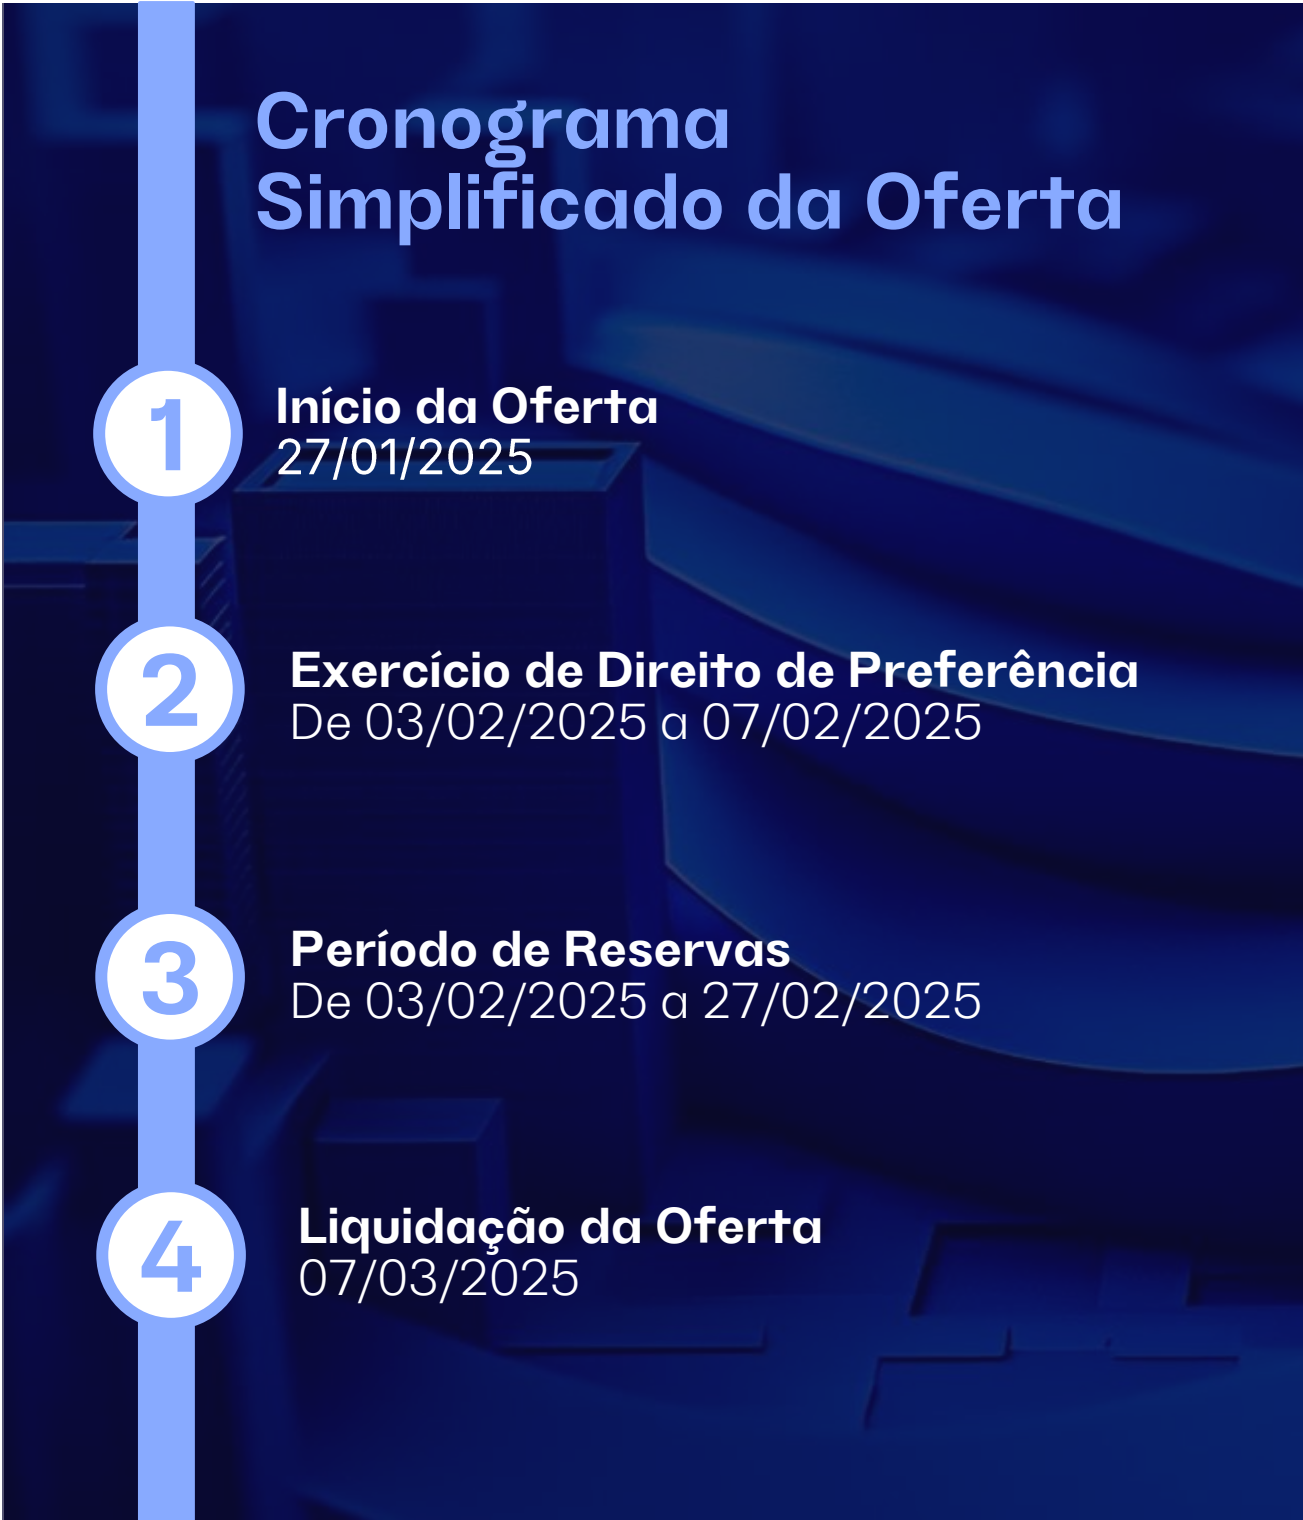 Cronograma
Simplificado da Oferta
1
Início da Oferta
27/01/2025
2
Exercício de Direito de Preferência
De 03/02/2025 a 07/02/2025
3
Período de Reservas
De 03/02/2025 a 27/02/2025
4
Liquidação da Oferta
07/03/2025